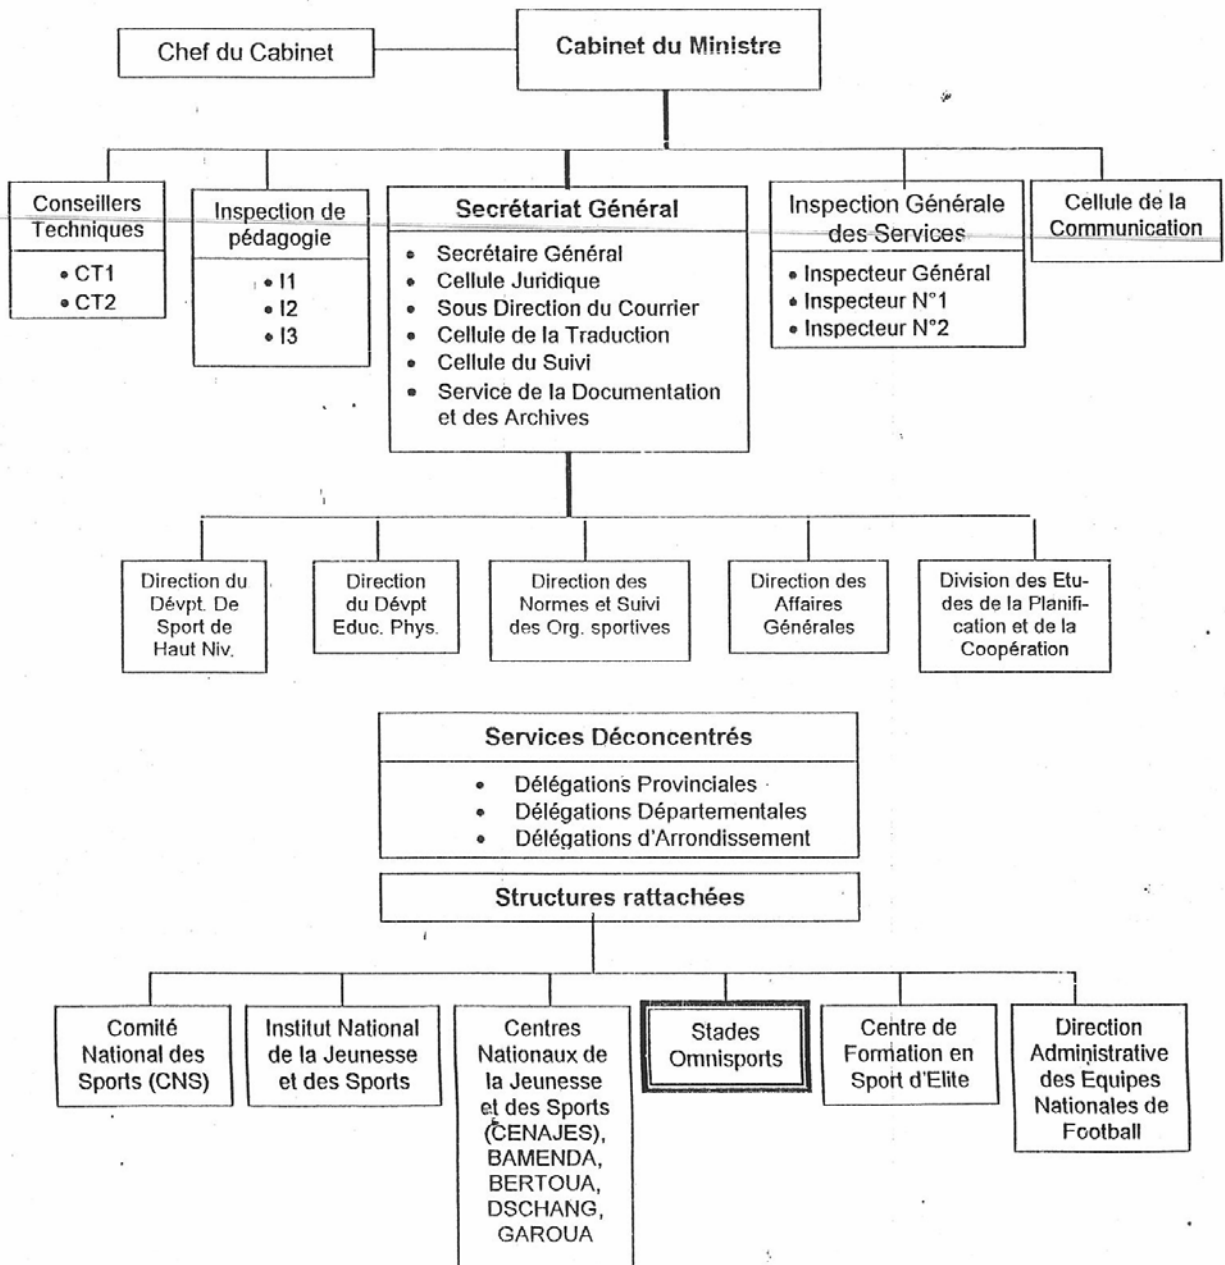 Chef du Cabinet
Cabinet du Ministre
Conseillers
Techniques
• CT1
• CT2
Inspection de
pédagogie
• I1
• I2
• I3
Secrétariat Général
• Secrétaire Général
• Cellule Juridique
• Sous Direction du Courrier
• Cellule de la Traduction
• Cellule du Suivi
• Service de la Documentation
et des Archives
Inspection Générale
des Services
• Inspecteur Général
• Inspecteur N°1
• Inspecteur N°2
Cellule de la
Communication
Direction du
Dévpt. De
Sport de
Haut Niv.
Direction
du Dévpt
Educ. Phys.
Direction des
Normes et Suivi
des Org. sportives
Direction des
Affaires
Générales
Division des Etu-
des de la Planifi-
cation et de la
Coopération
Services Déconcentrés
• Délégations Provinciales
• Délégations Départementales
• Délégations d'Arrondissement
Structures rattachées
Comité
National des
Sports (CNS)
Institut National
de la Jeunesse
et des Sports
Centres
Nationaux de
la Jeunesse
et des Sports
(CENAJES),
BAMENDA,
BERTOUA,
DSCHANG,
GAROUA
Stades
Omnisports
Centre de
Formation en
Sport d'Elite
Direction
Administrative
des Equipes
Nationales de
Football